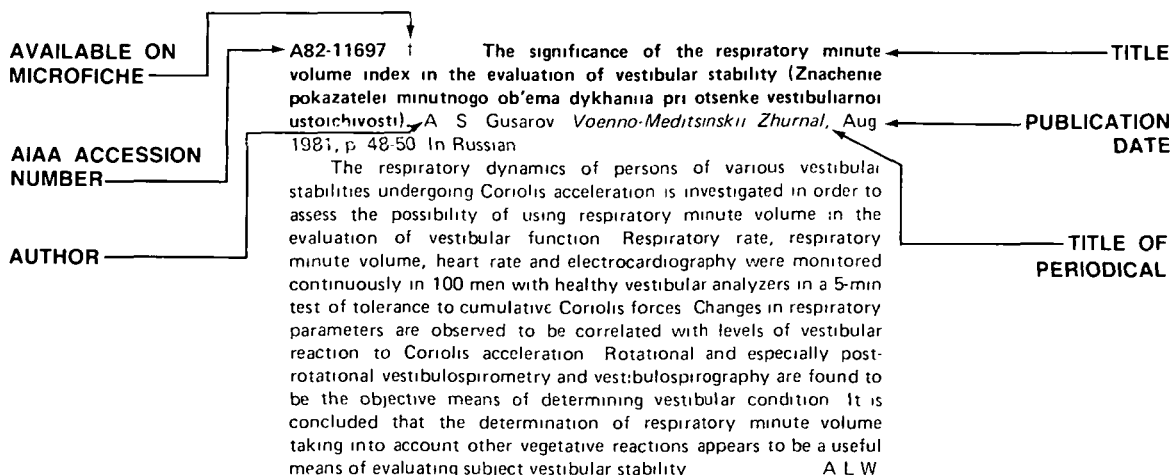 AVAILABLE ON
MICROFICHE
AIAA ACCESSION
NUMBER
AUTHOR
A82-11697 † The significance of the respiratory minute
volume index in the evaluation of vestibular stability (Znachenie
pokazatelei minutnogo ob'ema dykhaniia pri otsenke vestibuliarnoi
ustoichivosti) A S Gusarov Voenno-Meditsinskii Zhurnal, Aug
1981, p 48-50 In Russian
The respiratory dynamics of persons of various vestibular
stabilities undergoing Coriolis acceleration is investigated in order to
assess the possibility of using respiratory minute volume in the
evaluation of vestibular function Respiratory rate, respiratory
minute volume, heart rate and electrocardiography were monitored
continuously in 100 men with healthy vestibular analyzers in a 5-min
test of tolerance to cumulative Coriolis forces Changes in respiratory
parameters are observed to be correlated with levels of vestibular
reaction to Coriolis acceleration Rotational and especially post-
rotational vestibulospirometry and vestibulospirography are found to
be the objective means of determining vestibular condition It is
concluded that the determination of respiratory minute volume
taking into account other vegetative reactions appears to be a useful
means of evaluating subject vestibular stability A L W
TITLE
PUBLICATION
DATE
TITLE OF
PERIODICAL